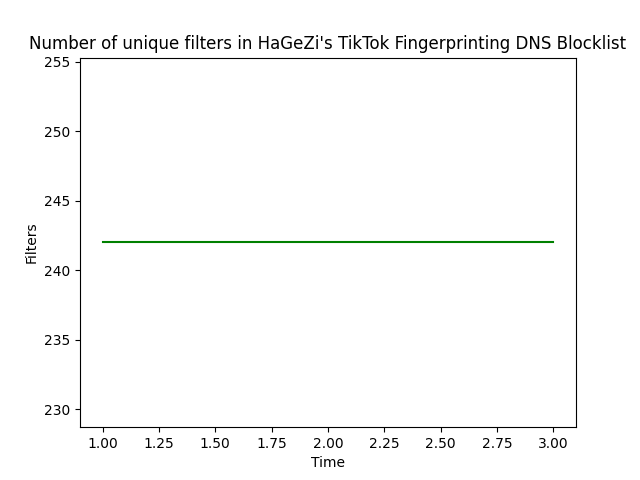 Number of unique filters in HaGeZi's TikTok Fingerprinting DNS Blocklist
255
250
245
240
235
230
Filters
1.00 1.25 1.50 1.75 2.00 2.25 2.50 2.75 3.00
Time